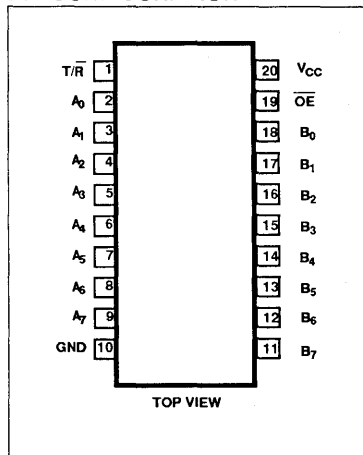 T/R̅ 1 20 VCC
A0 2 19 O̅E̅
A1 3 18 B0
A2 4 17 B1
A3 5 16 B2
A4 6 15 B3
A5 7 14 B4
A6 8 13 B5
A7 9 12 B6
GND 10 11 B7
TOP VIEW